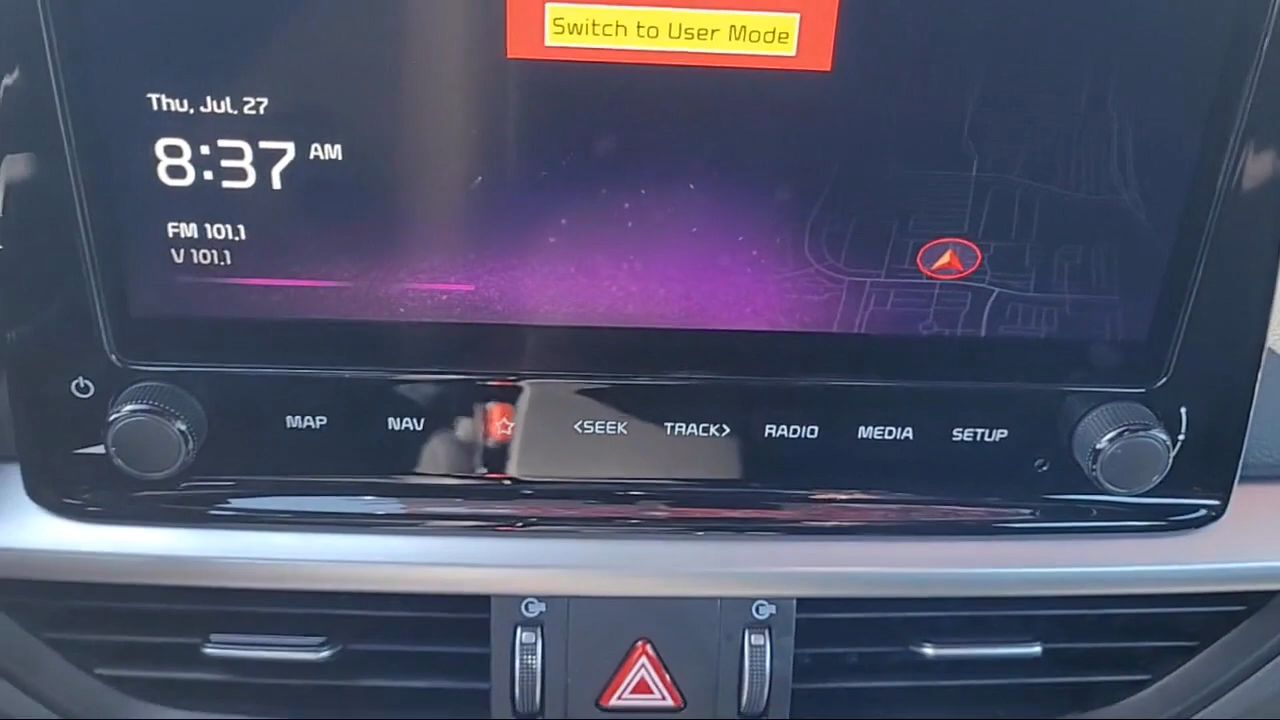 Switch to User Mode
Thu, Jul. 27
8:37 AM
FM 101.1
V 101.1
MAP NAV <SEEK TRACK> RADIO MEDIA SETUP